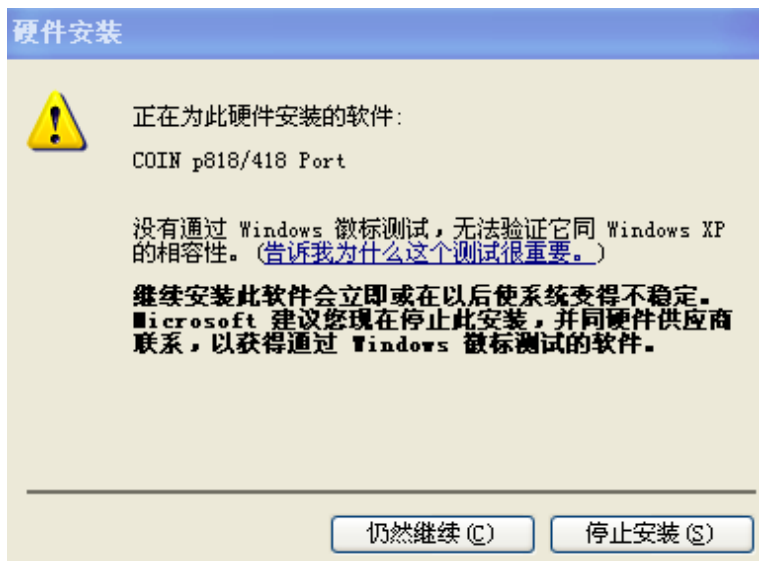 硬件安装
正在为此硬件安装的软件:
COIN p818/418 Port
没有通过 Windows 徽标测试，无法验证它同 Windows XP
的相容性。(告诉我为什么这个测试很重要。)
继续安装此软件会立即或在以后使系统变得不稳定。
Microsoft 建议您现在停止此安装，并同硬件供应商
联系，以获得通过 Windows 徽标测试的软件。
仍然继续(C)
停止安装(S)